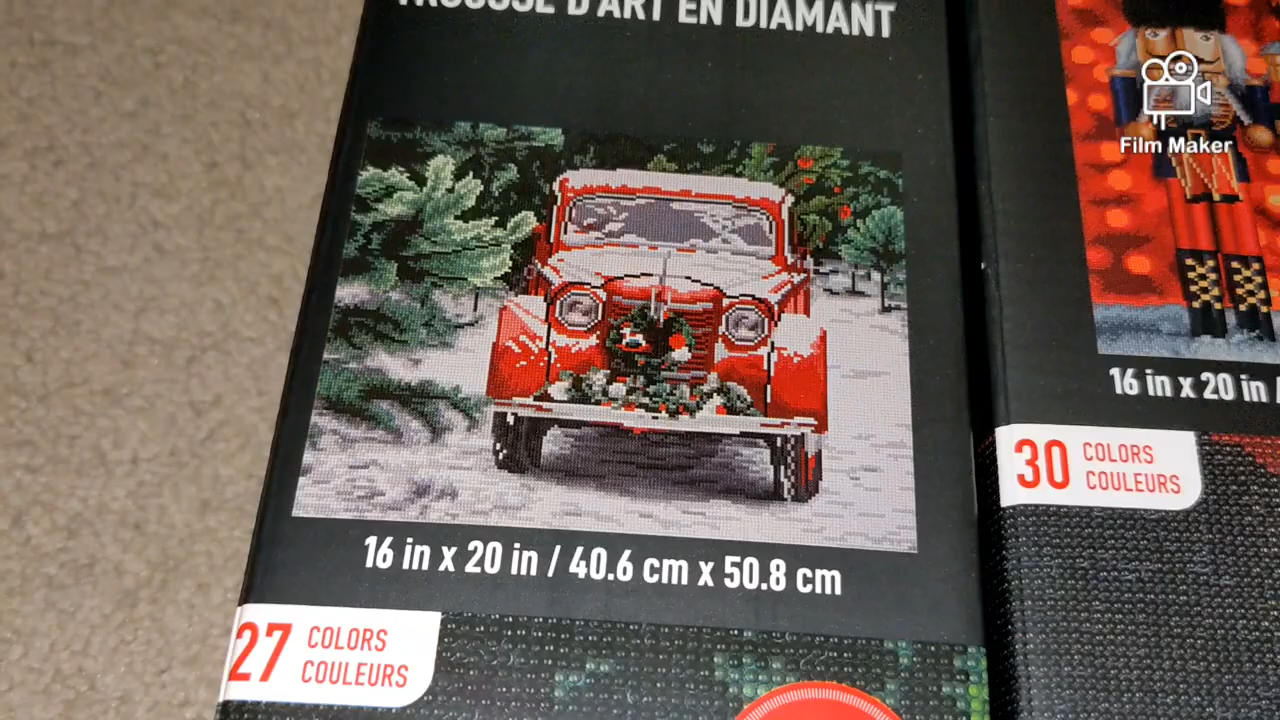 TROUSSE D'ART EN DIAMANT
Film Maker
16 in x 20 in / 40.6 cm x 50.8 cm
27 COLORS
COULEURS
16 in x 20 in /
30 COLORS
COULEURS